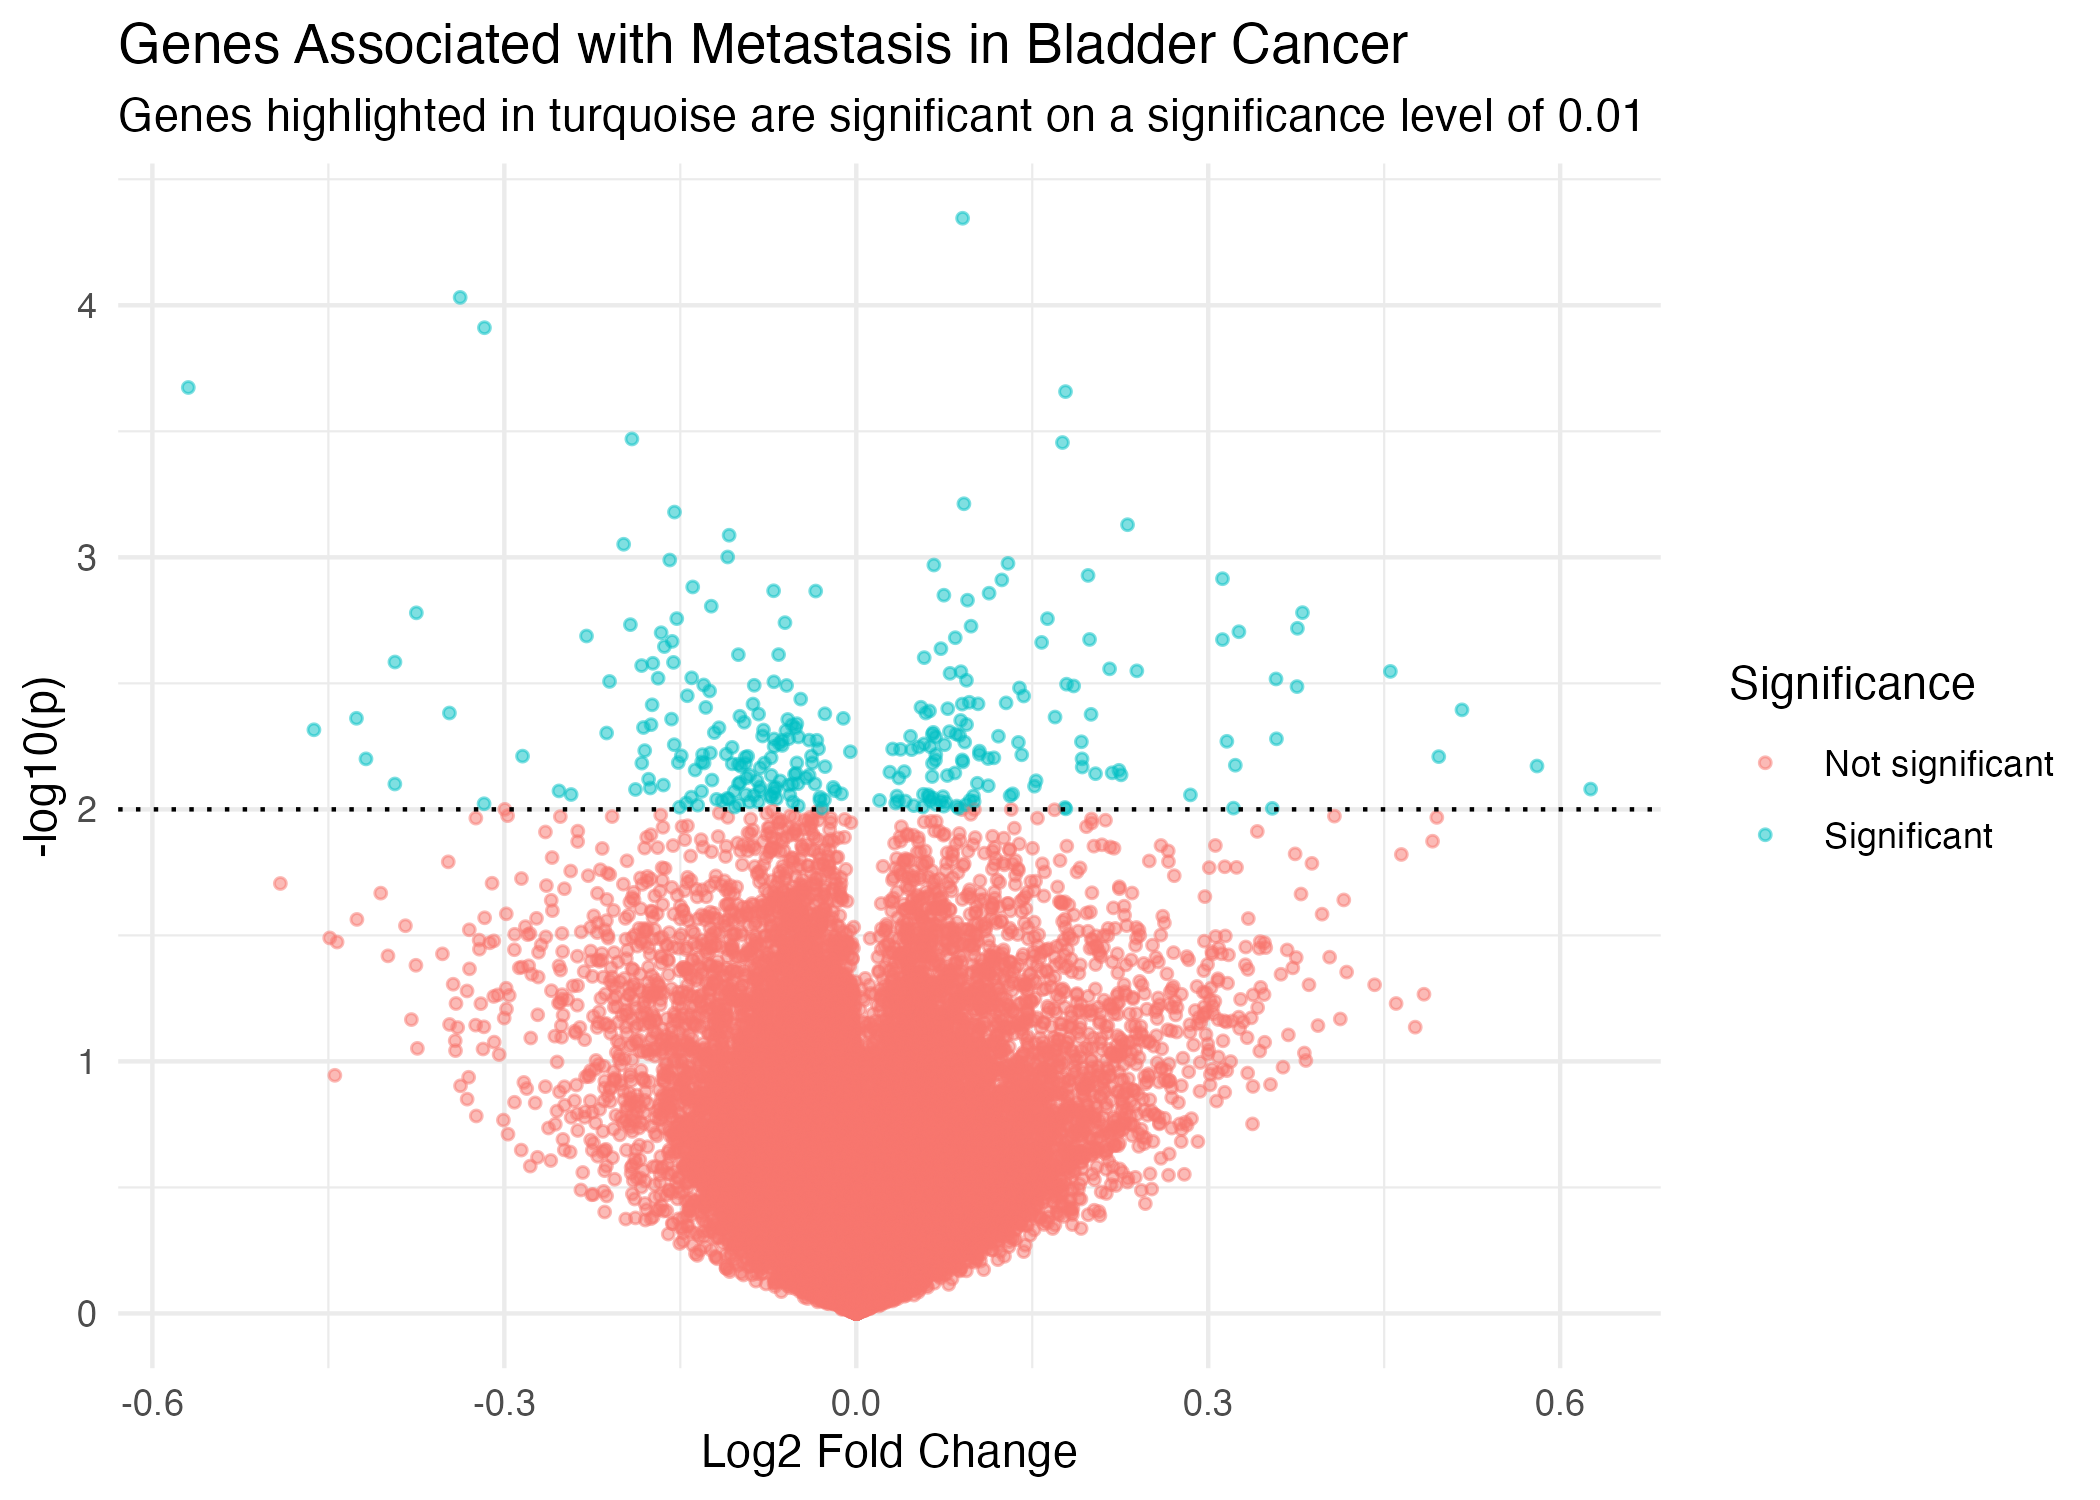 Genes Associated with Metastasis in Bladder Cancer
Genes highlighted in turquoise are significant on a significance level of 0.01
4
3
2
1
0
-log10(p)
-0.6
-0.3
0.0
0.3
0.6
Log2 Fold Change
Significance
Not significant
Significant